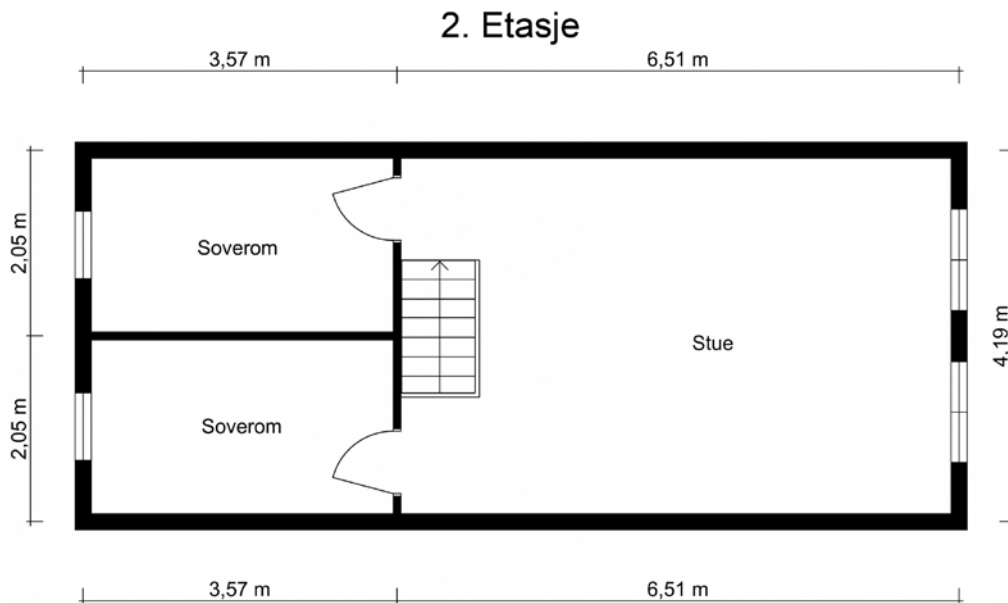 2. Etasje
3,57 m
6,51 m
2,05 m
Soverom
Stue
4,19 m
2,05 m
Soverom
3,57 m
6,51 m